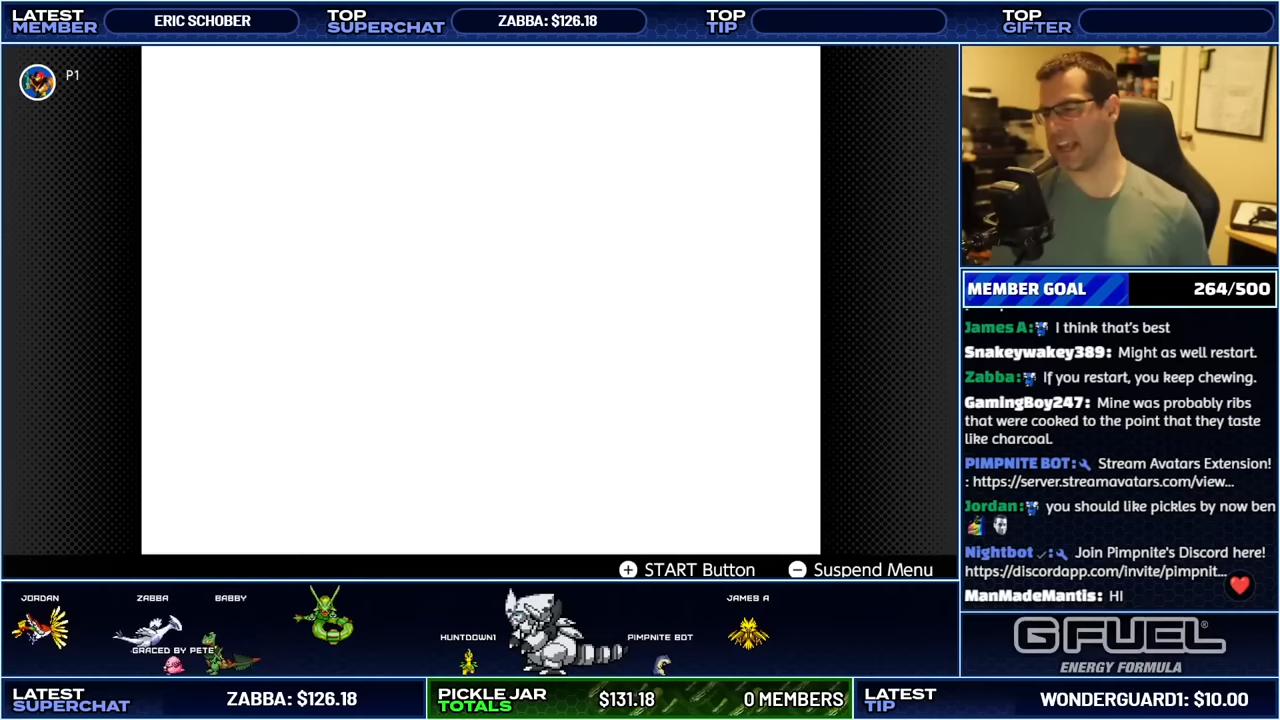 LATEST MEMBER
ERIC SCHOBER
TOP SUPERCHAT
ZABBA: $126.18
TOP TIP
TOP GIFTER
P1
START Button
Suspend Menu
MEMBER GOAL
264/500
James A: I think that's best
Snakeywakey389: Might as well restart.
Zabba: If you restart, you keep chewing.
GamingBoy247: Mine was probably ribs
that were cooked to the point that they taste
like charcoal.
PIMPNITE BOT: Stream Avatars Extension!
: https://server.streamavatars.com/view...
Jordan: you should like pickles by now ben
Nightbot : Join Pimpnite's Discord here!
https://discordapp.com/invite/pimpnit...
ManMadeMantis: HI
JORDAN
ZABBA
BABBY
GRACED BY PETE
HUNTDOWN1
PIMPNITE BOT
JAMES A
G FUEL®
ENERGY FORMULA
LATEST SUPERCHAT
ZABBA: $126.18
PICKLE JAR TOTALS
$131.18
0 MEMBERS
LATEST TIP
WONDERGUARD1: $10.00